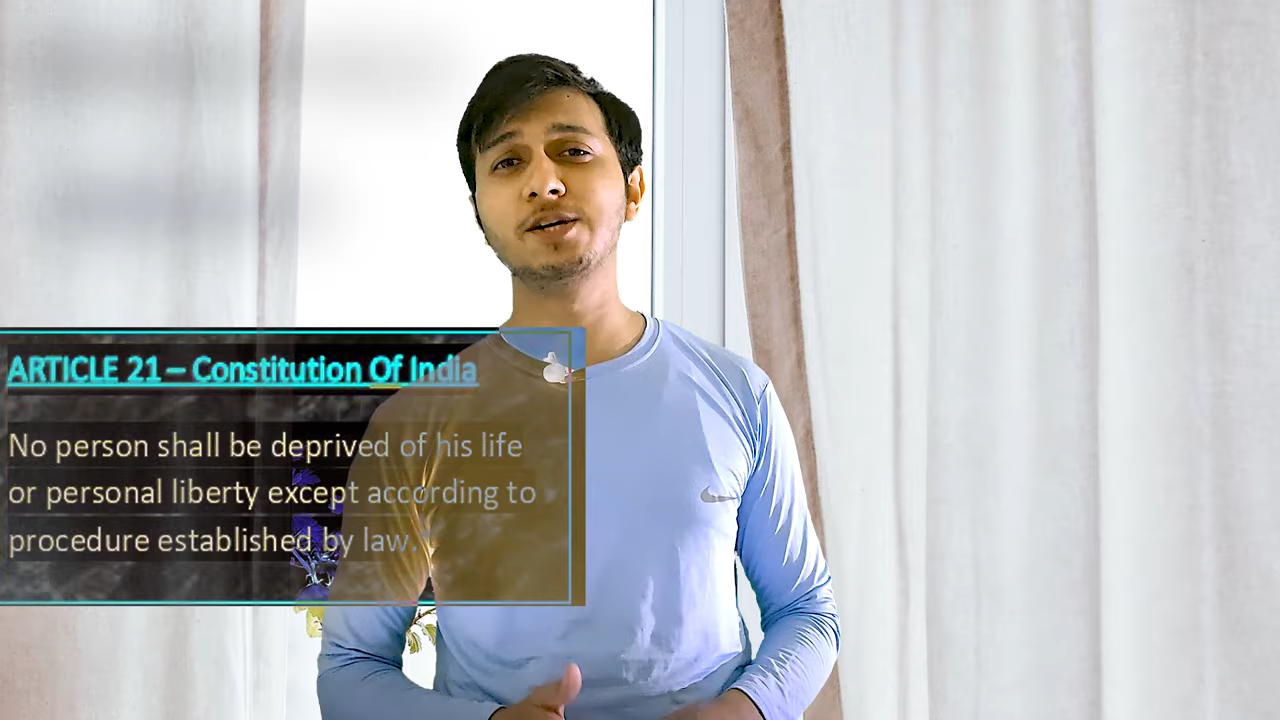 ARTICLE 21 – Constitution Of India
No person shall be deprived of his life
or personal liberty except according to
procedure established by law."